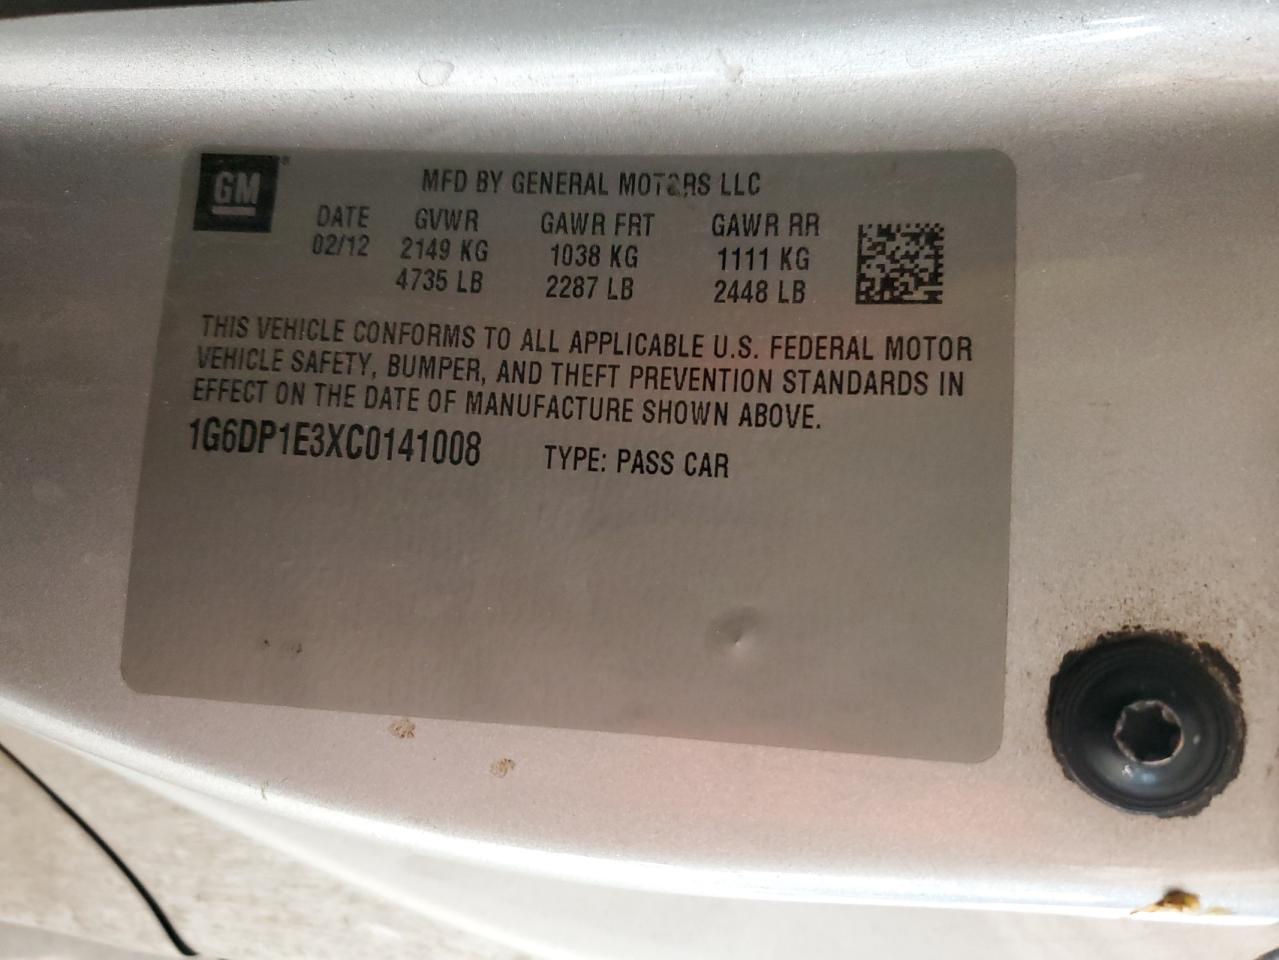 GM
MFD BY GENERAL MOTORS LLC
DATE GVWR GAWR FRT GAWR RR
02/12 2149 KG 1038 KG 1111 KG
4735 LB 2287 LB 2448 LB
THIS VEHICLE CONFORMS TO ALL APPLICABLE U.S. FEDERAL MOTOR
VEHICLE SAFETY, BUMPER, AND THEFT PREVENTION STANDARDS IN
EFFECT ON THE DATE OF MANUFACTURE SHOWN ABOVE.
1G6DP1E3XC0141008 TYPE: PASS CAR